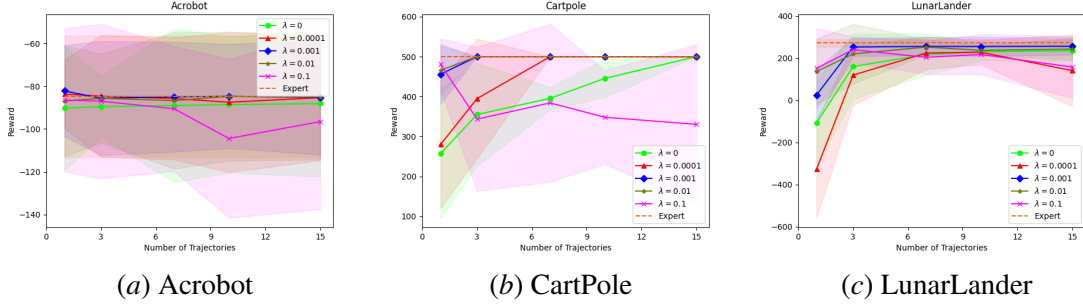 Acrobot
Reward
−60
−80
−100
−120
−140
0
3
6
9
12
15
Number of Trajectories
λ = 0
λ = 0.0001
λ = 0.001
λ = 0.01
λ = 0.1
Expert
(a) Acrobot
Cartpole
Reward
600
500
400
300
200
100
0
3
6
9
12
15
Number of Trajectories
λ = 0
λ = 0.0001
λ = 0.001
λ = 0.01
λ = 0.1
Expert
(b) CartPole
LunarLander
Reward
400
200
0
−200
−400
−600
0
3
6
9
12
15
Number of Trajectories
λ = 0
λ = 0.0001
λ = 0.001
λ = 0.01
λ = 0.1
Expert
(c) LunarLander